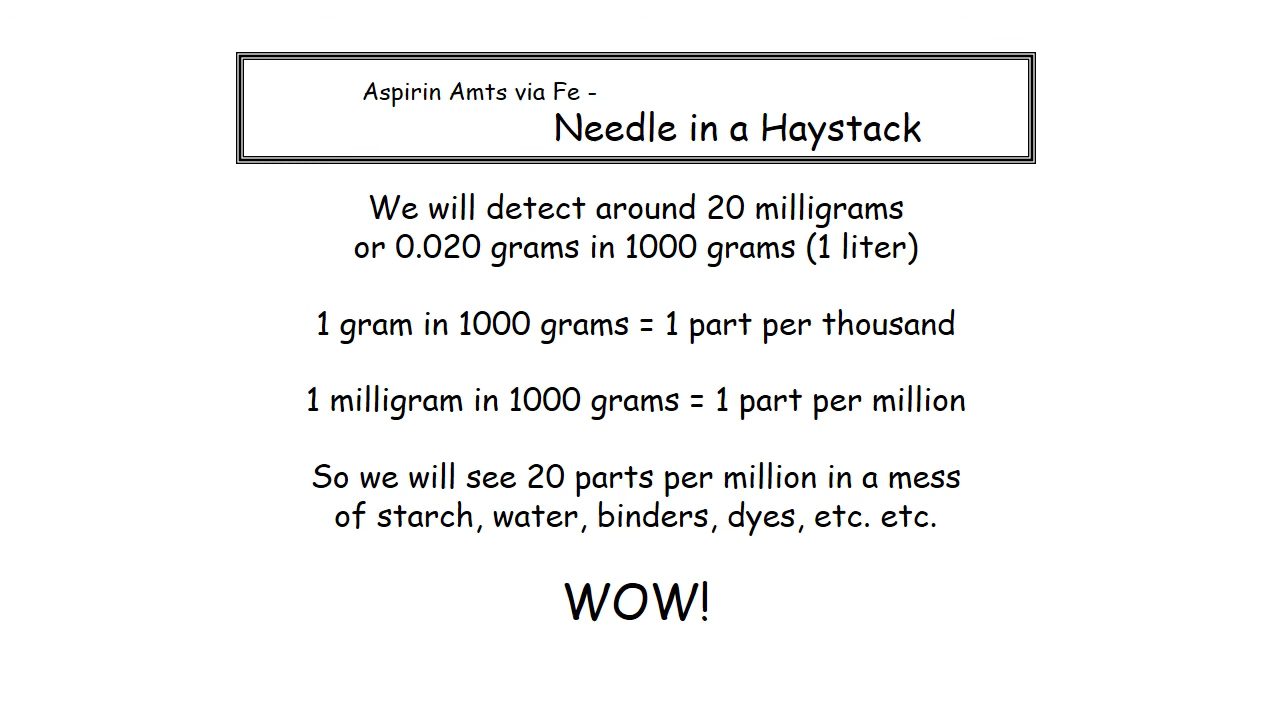 Aspirin Amts via Fe -
Needle in a Haystack
We will detect around 20 milligrams
or 0.020 grams in 1000 grams (1 liter)
1 gram in 1000 grams = 1 part per thousand
1 milligram in 1000 grams = 1 part per million
So we will see 20 parts per million in a mess
of starch, water, binders, dyes, etc. etc.
WOW!